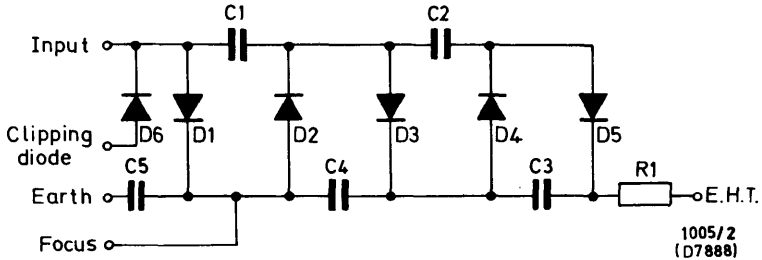 C1
C2
Input
Clipping
diode
D6
D1
D2
D3
D4
D5
C5
C4
C3
R1
Earth
E.H.T.
Focus
1005/2
(D7888)